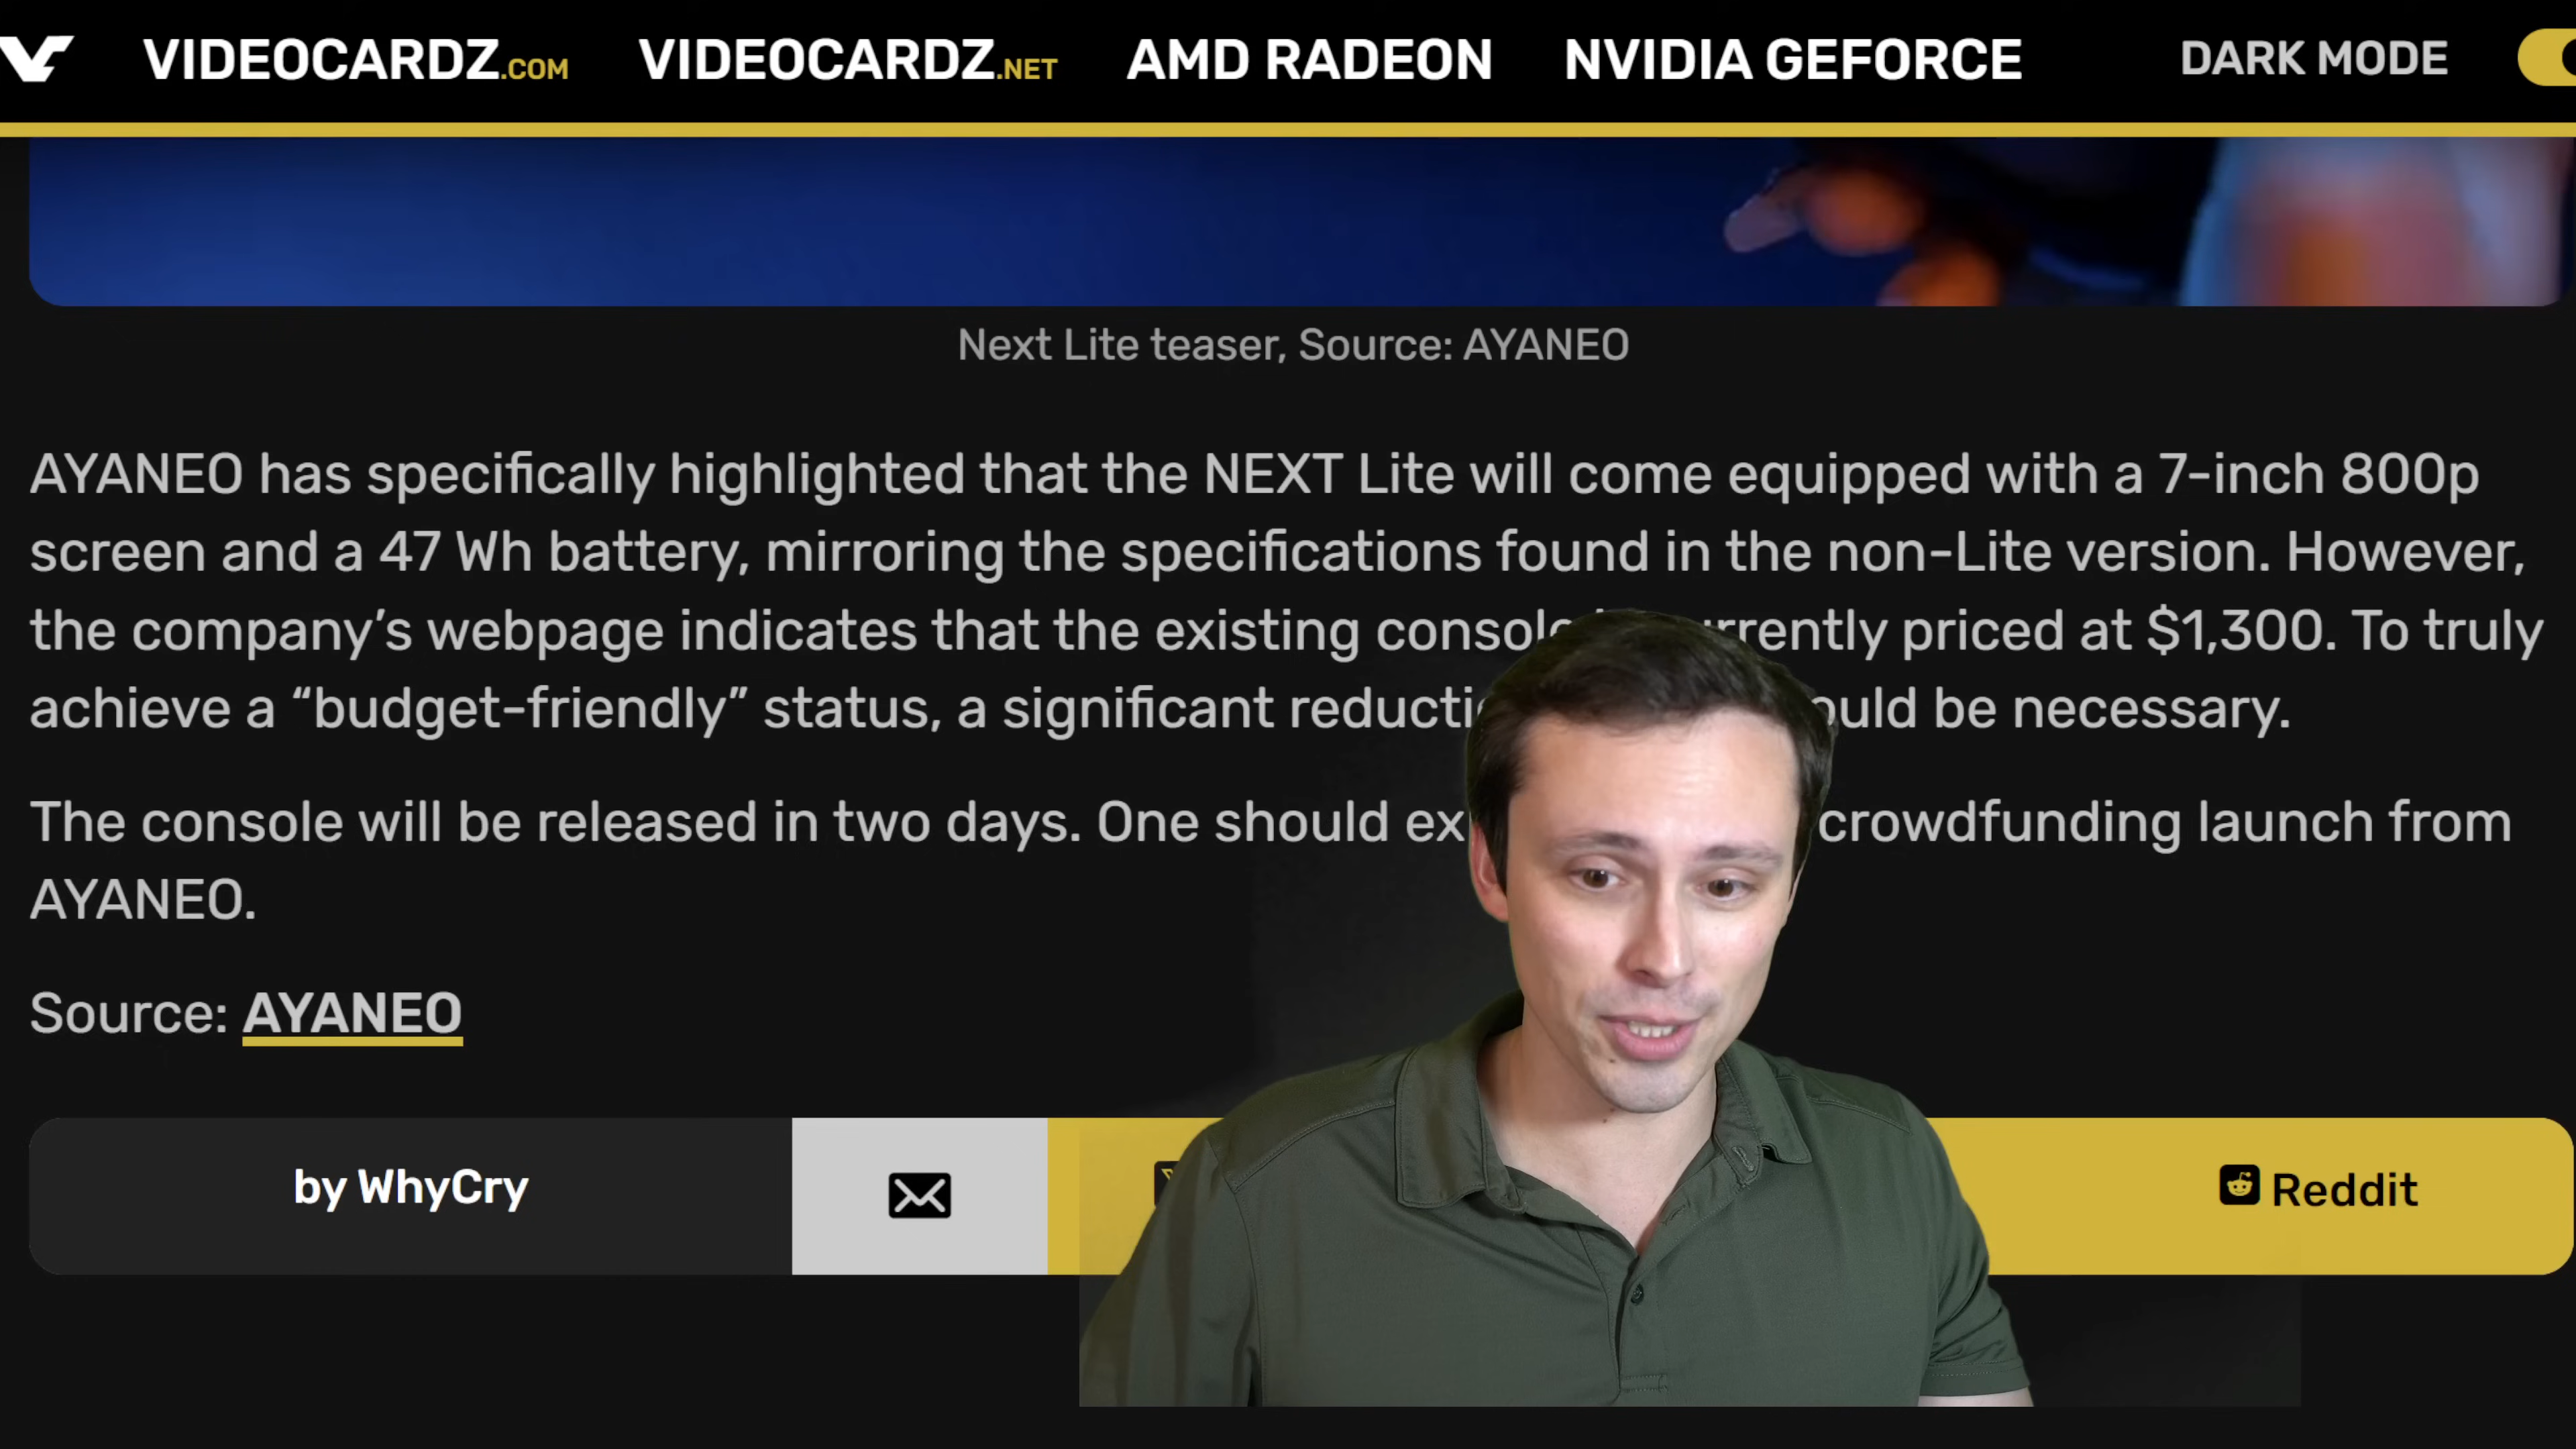 VIDEOCARDZ.COM VIDEOCARDZ.NET AMD RADEON NVIDIA GEFORCE DARK MODE
Next Lite teaser, Source: AYANEO
AYANEO has specifically highlighted that the NEXT Lite will come equipped with a 7-inch 800p
screen and a 47 Wh battery, mirroring the specifications found in the non-Lite version. However,
the company's webpage indicates that the existing console priced at $1,300. To truly
achieve a “budget-friendly” status, a significant be necessary.
The console will be released in two days. One should crowdfunding launch from
AYANEO.
Source: AYANEO
by WhyCry
Reddit